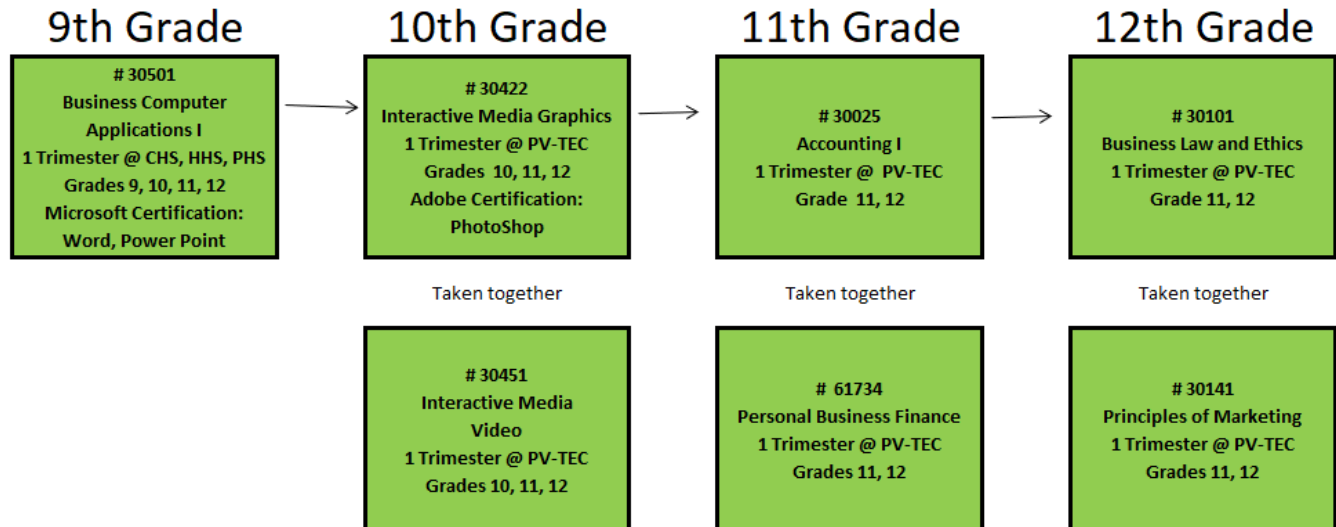 9th Grade
10th Grade
11th Grade
12th Grade
# 30501
Business Computer
Applications I
1 Trimester @ CHS, HHS, PHS
Grades 9, 10, 11, 12
Microsoft Certification:
Word, Power Point
# 30422
Interactive Media Graphics
1 Trimester @ PV-TEC
Grades 10, 11, 12
Adobe Certification:
PhotoShop
# 30025
Accounting I
1 Trimester @ PV-TEC
Grade 11, 12
# 30101
Business Law and Ethics
1 Trimester @ PV-TEC
Grade 11, 12
Taken together
Taken together
Taken together
# 30451
Interactive Media
Video
1 Trimester @ PV-TEC
Grades 10, 11, 12
# 61734
Personal Business Finance
1 Trimester @ PV-TEC
Grades 11, 12
# 30141
Principles of Marketing
1 Trimester @ PV-TEC
Grades 11, 12